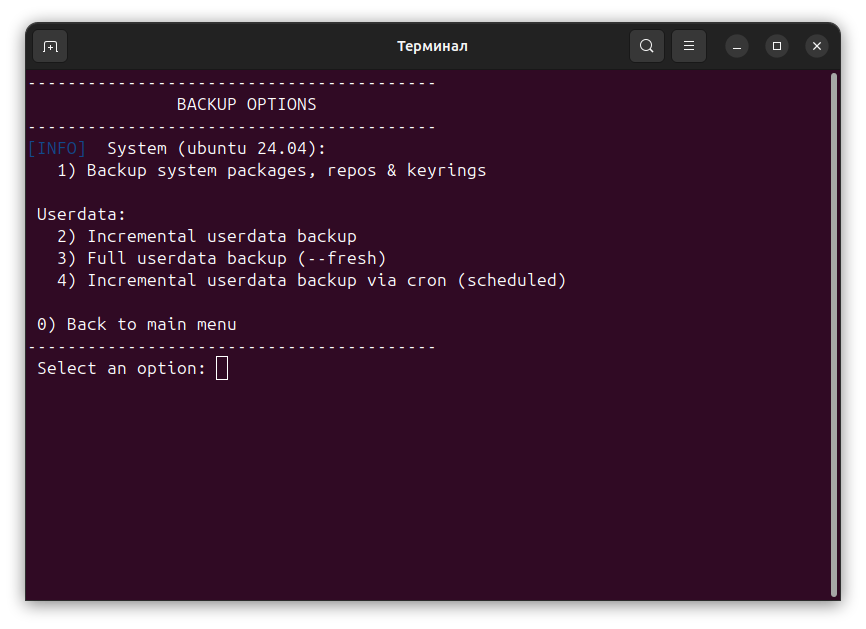 Терминал
-----------------------------------------
BACKUP OPTIONS
-----------------------------------------
[INFO]  System (ubuntu 24.04):
1) Backup system packages, repos & keyrings
Userdata:
2) Incremental userdata backup
3) Full userdata backup (--fresh)
4) Incremental userdata backup via cron (scheduled)
0) Back to main menu
-----------------------------------------
Select an option: